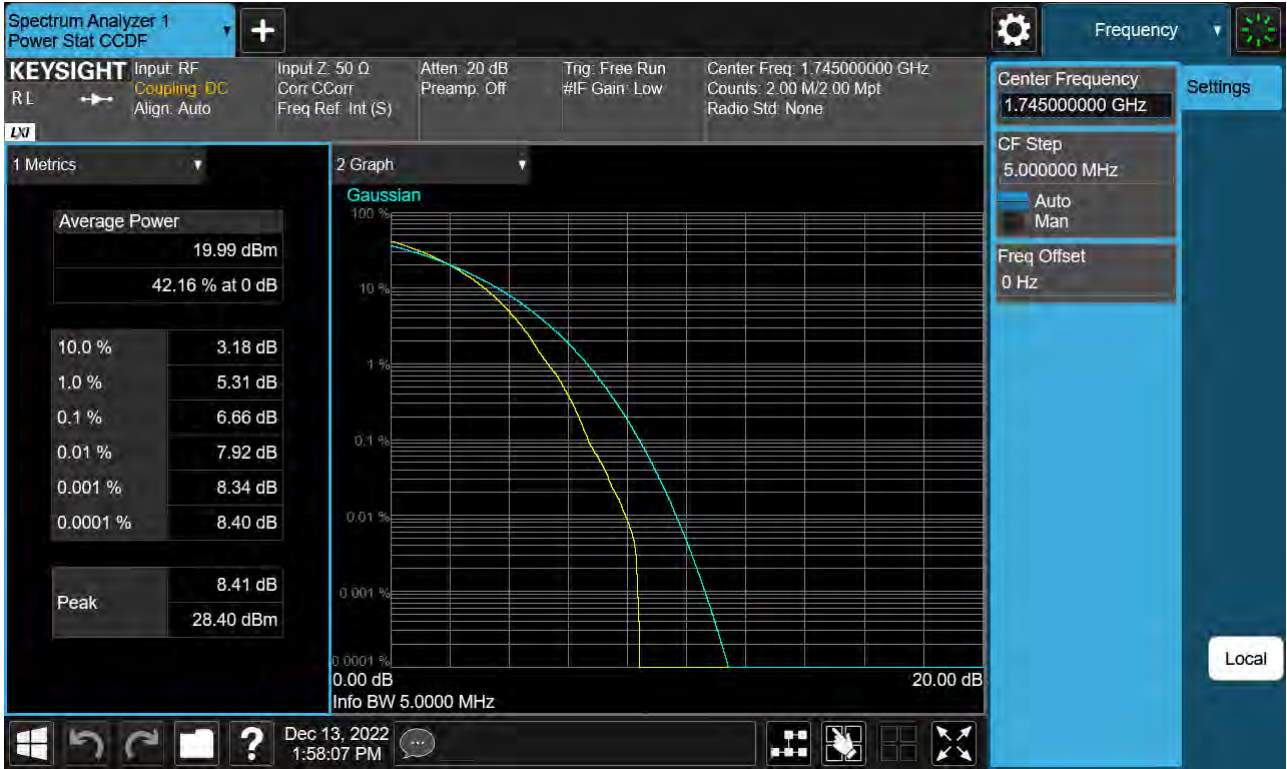 Spectrum Analyzer 1
Power Stat CCDF
+
Frequency
KEYSIGHT
R L
LXI
Input: RF
Coupling: DC
Align: Auto
Input Z: 50 Ω
Corr CCorr
Freq Ref: Int (S)
Atten: 20 dB
Preamp: Off
Trig: Free Run
#IF Gain: Low
Center Freq: 1.745000000 GHz
Counts: 2.00 M/2.00 Mpt
Radio Std: None
Center Frequency
1.745000000 GHz
Settings
CF Step
5.000000 MHz
Auto
Man
Freq Offset
0 Hz
1 Metrics
Average Power
19.99 dBm
42.16 % at 0 dB
10.0 % 3.18 dB
1.0 % 5.31 dB
0.1 % 6.66 dB
0.01 % 7.92 dB
0.001 % 8.34 dB
0.0001 % 8.40 dB
Peak
8.41 dB
28.40 dBm
2 Graph
Gaussian
100 %
10 %
1 %
0.1 %
0.01 %
0.001 %
0.0001 %
0.00 dB 20.00 dB
Info BW 5.0000 MHz
Local
?
Dec 13, 2022
1:58:07 PM